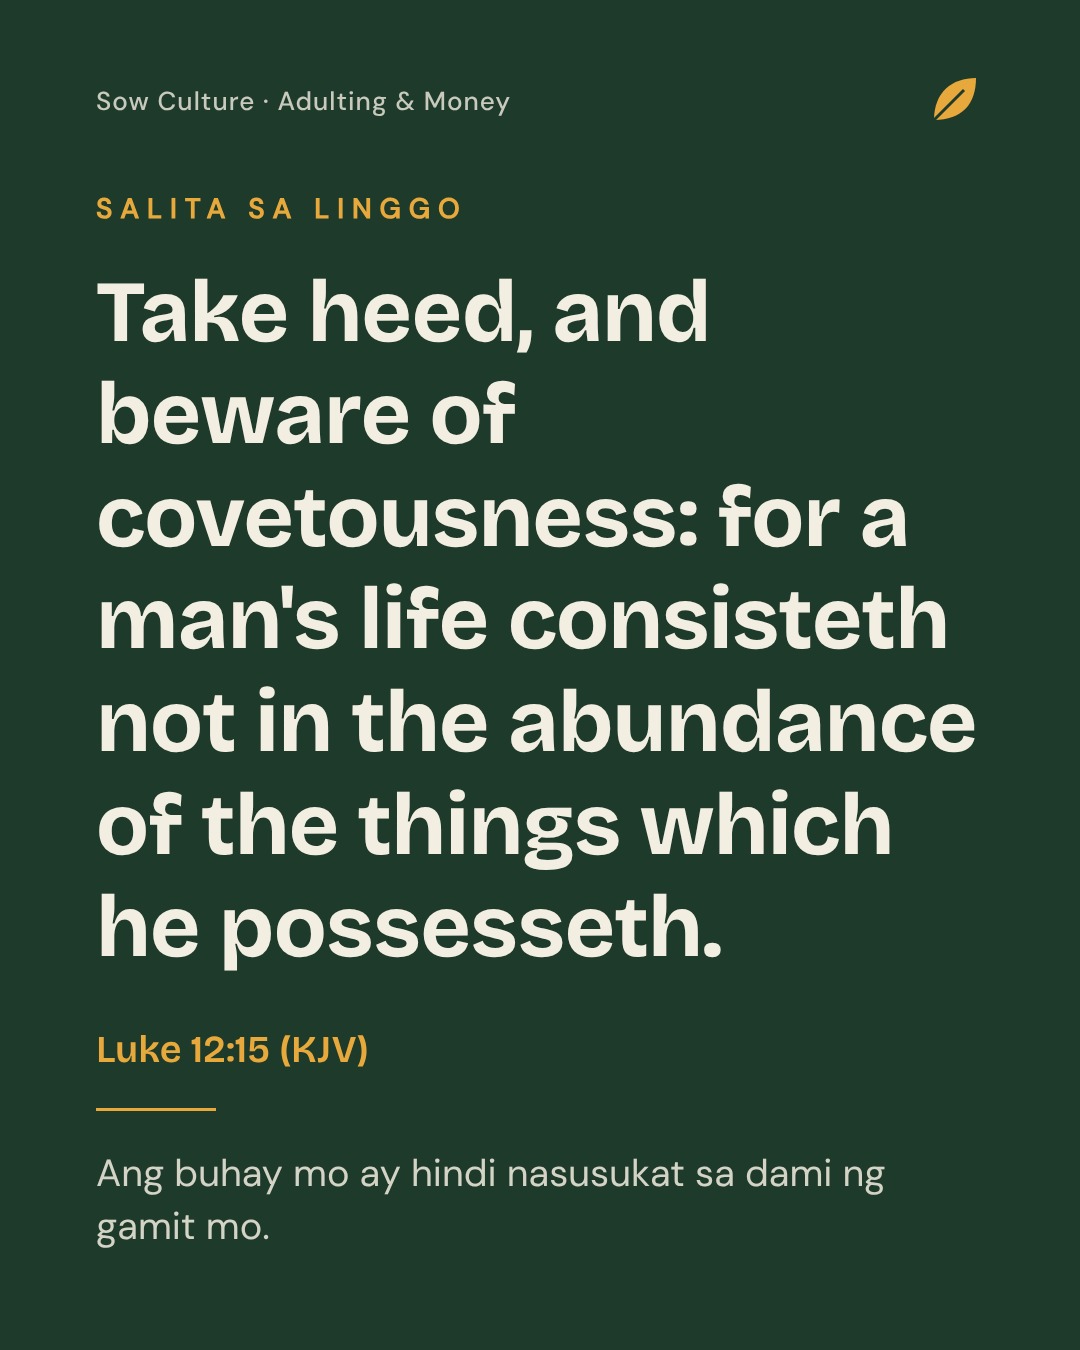 Sow Culture · Adulting & Money
SALITA SA LINGGO
Take heed, and
beware of
covetousness: for a
man's life consisteth
not in the abundance
of the things which
he possesseth.
Luke 12:15 (KJV)
Ang buhay mo ay hindi nasusukat sa dami ng
gamit mo.